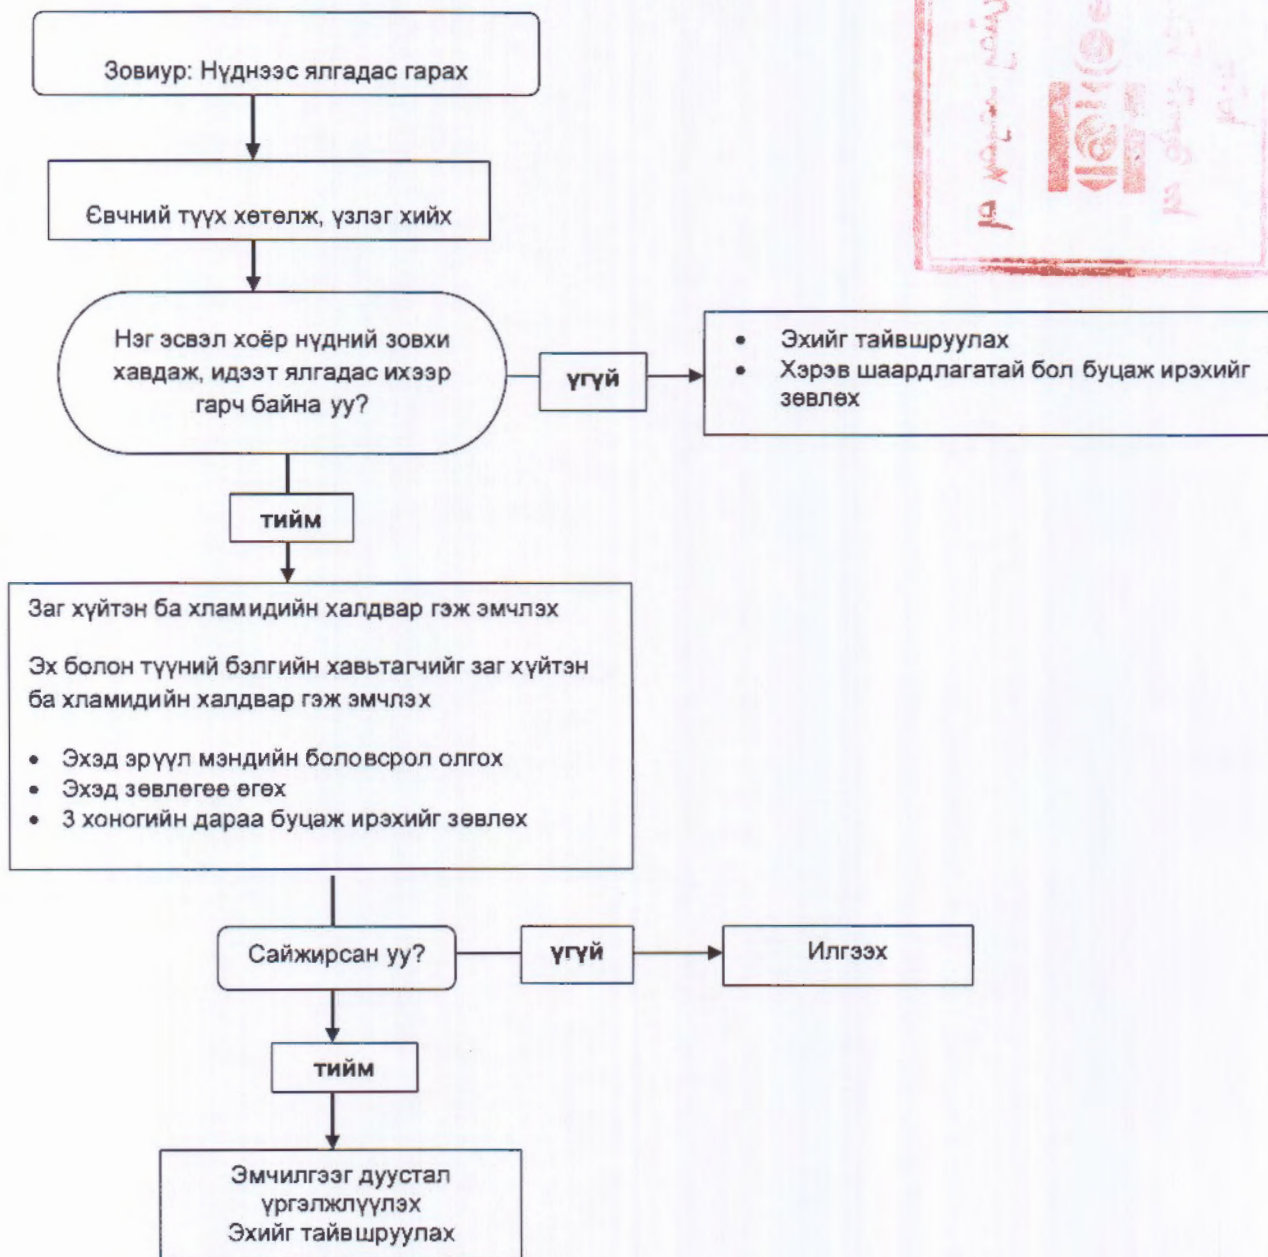 Зовиур: Нүднээс ялгадас гарах
Євчний түүх хөтөлж, үзлэг хийх
Нэг эсвэл хоёр нүдний зовхи
хавдаж, идээт ялгадас ихээр
гарч байна уу?
үгүй
• Эхийг тайвшруулах
• Хэрэв шаардлагатай бол буцаж ирэхийг
зөвлөх
тийм
Заг хүйтэн ба хламидийн халдвар гэж эмчлэх
Эх болон түүний бэлгийн хавьтагчийг заг хүйтэн
ба хламидийн халдвар гэж эмчлэх
• Эхэд эрүүл мэндийн боловсрол олгох
• Эхэд зөвлөгөө өгөх
• 3 хоногийн дараа буцаж ирэхийг зөвлөх
Сайжирсан уу?
үгүй
Илгээх
тийм
Эмчилгээг дуустал
үргэлжлүүлэх
Эхийг тайвшруулах